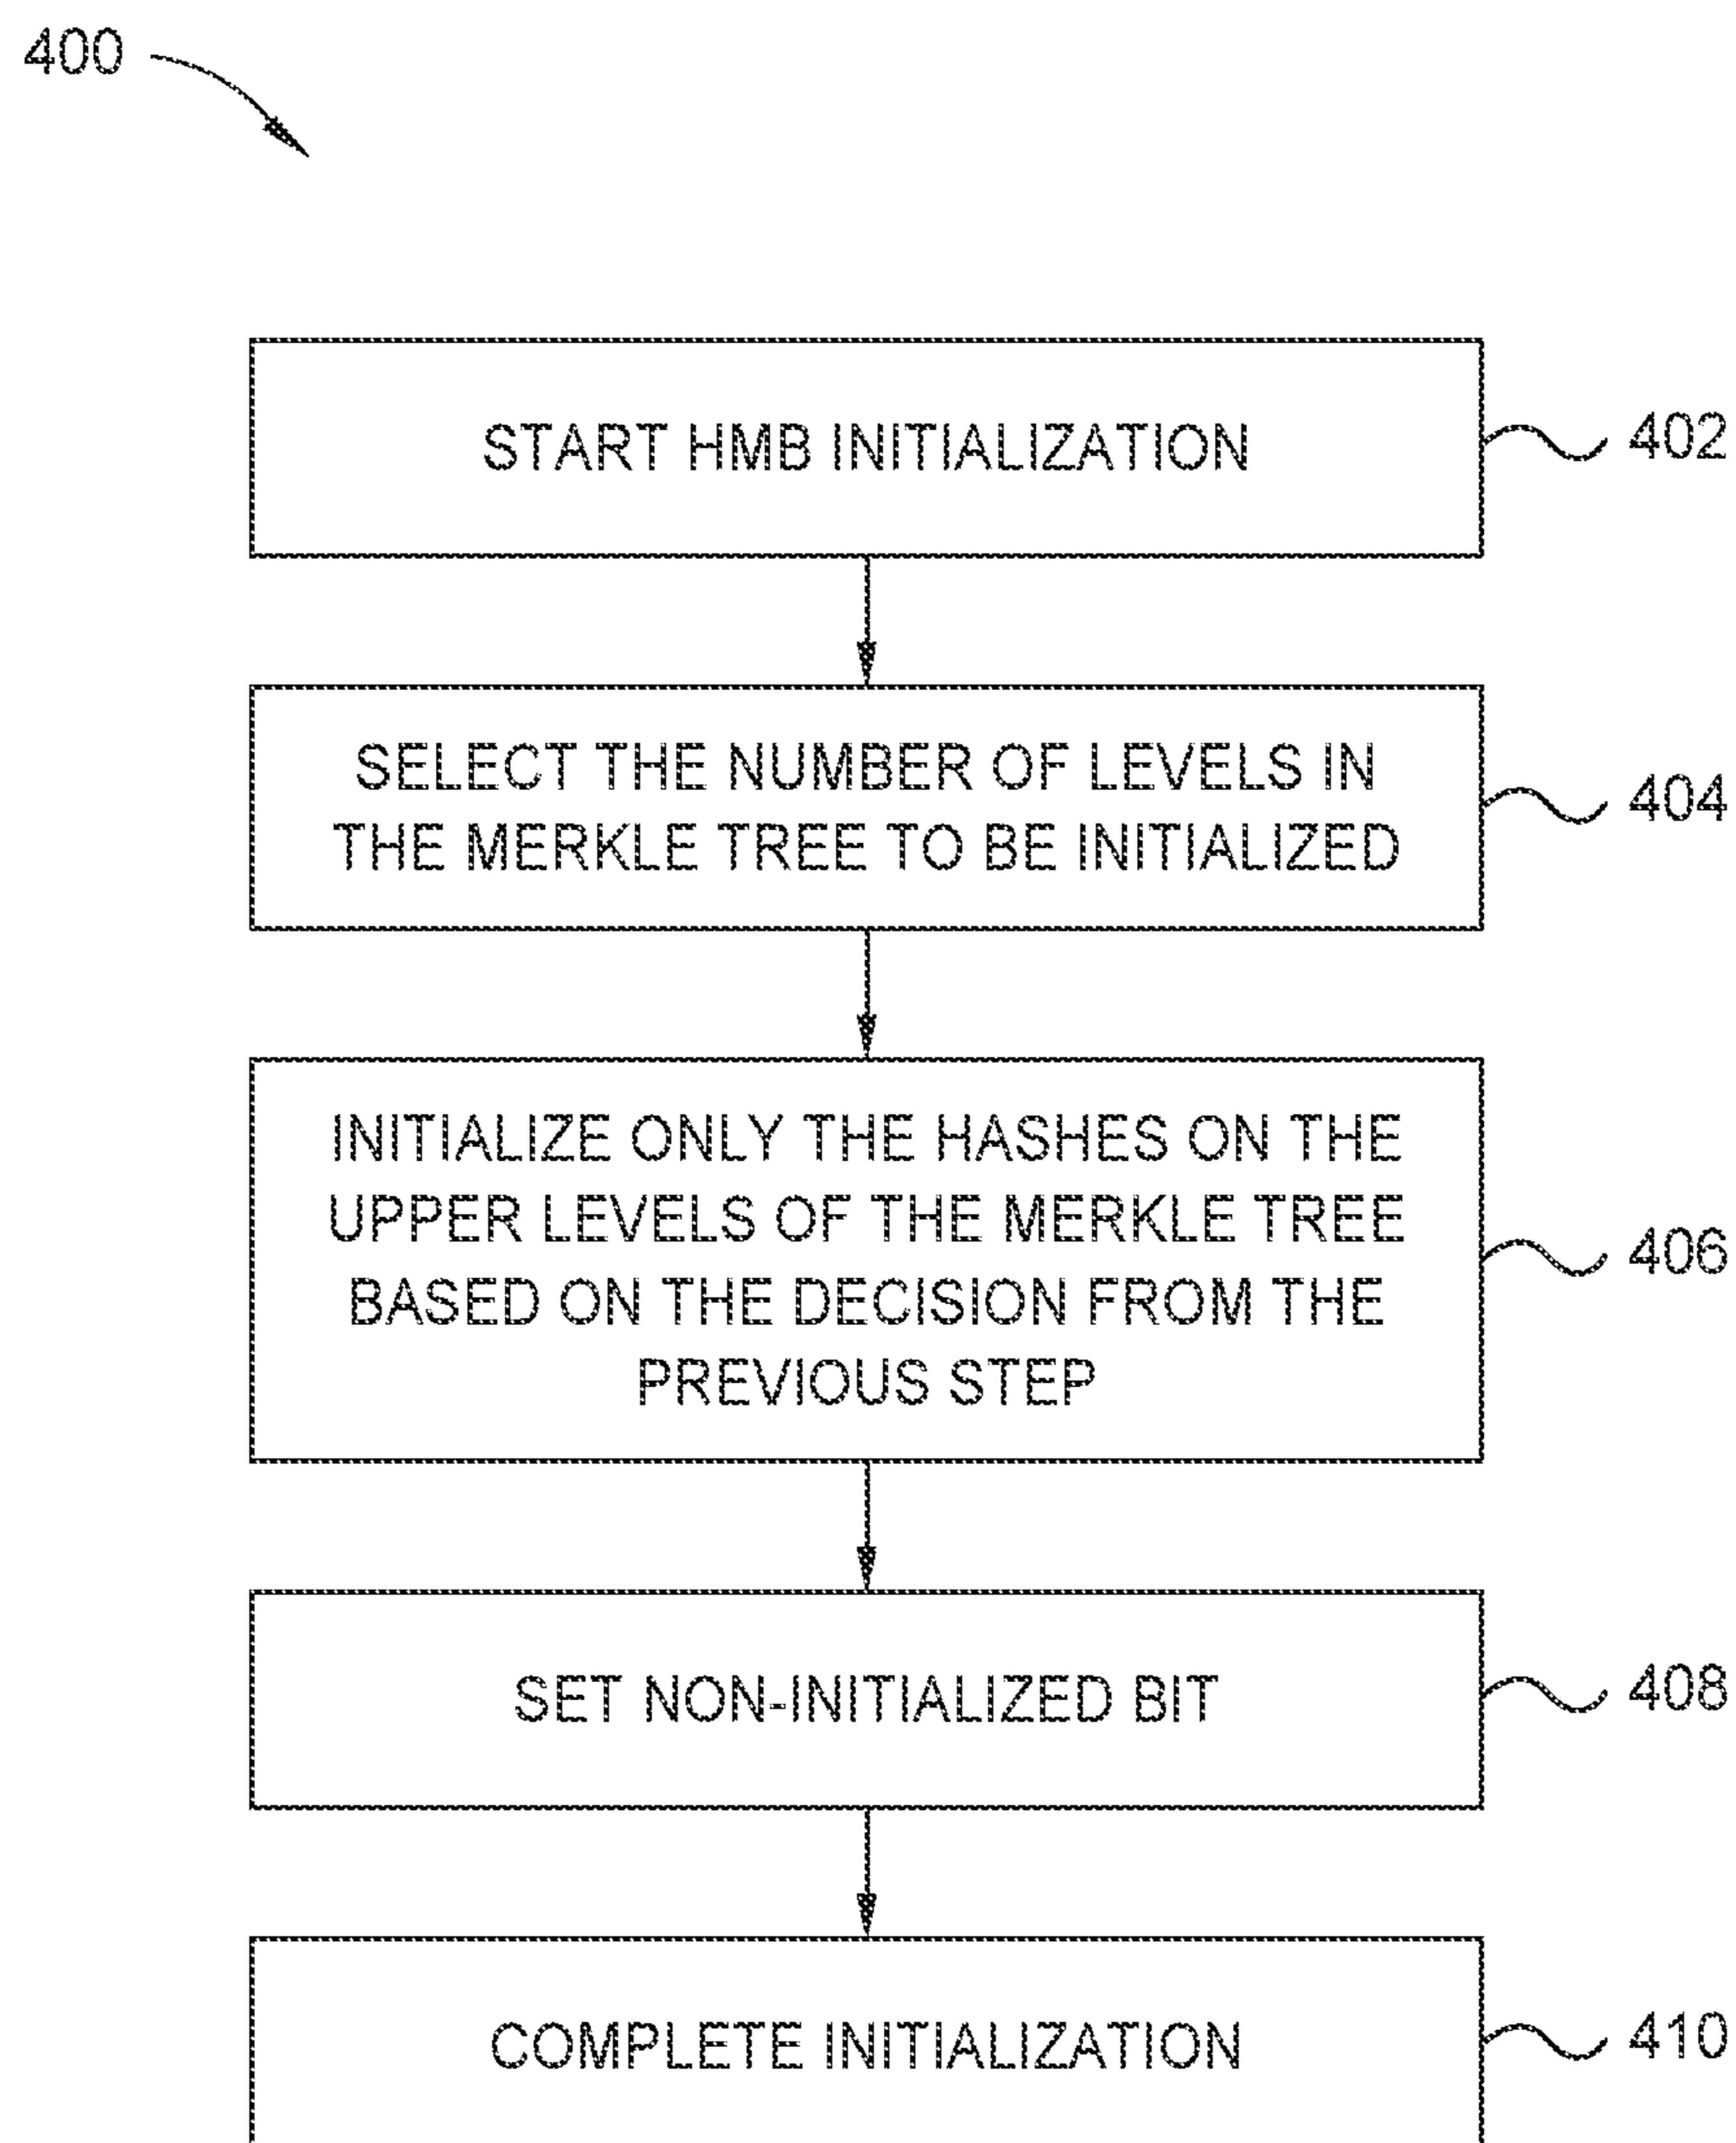 400
START HMB INITIALIZATION
402
SELECT THE NUMBER OF LEVELS IN
THE MERKLE TREE TO BE INITIALIZED
404
INITIALIZE ONLY THE HASHES ON THE
UPPER LEVELS OF THE MERKLE TREE
BASED ON THE DECISION FROM THE
PREVIOUS STEP
406
SET NON-INITIALIZED BIT
408
COMPLETE INITIALIZATION
410